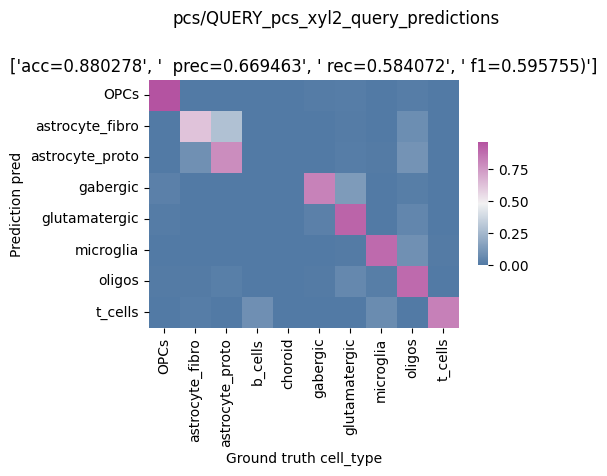 pcs/QUERY_pcs_xyl2_query_predictions
['acc=0.880278', '  prec=0.669463', ' rec=0.584072', ' f1=0.595755)']
OPCs
astrocyte_fibro
astrocyte_proto
gabergic
glutamatergic
microglia
oligos
t_cells
Prediction pred
0.75
0.50
0.25
0.00
OPCs
astrocyte_fibro
astrocyte_proto
b_cells
choroid
gabergic
glutamatergic
microglia
oligos
t_cells
Ground truth cell_type